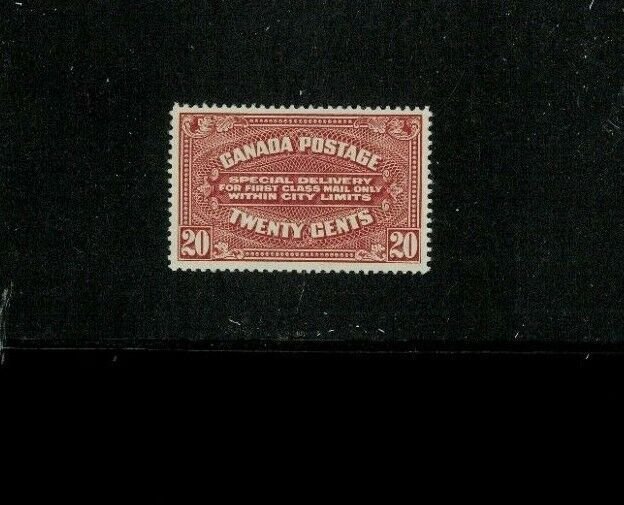 CANADA POSTAGE
SPECIAL DELIVERY
FOR FIRST CLASS MAIL ONLY
WITHIN CITY LIMITS
TWENTY CENTS
20 20